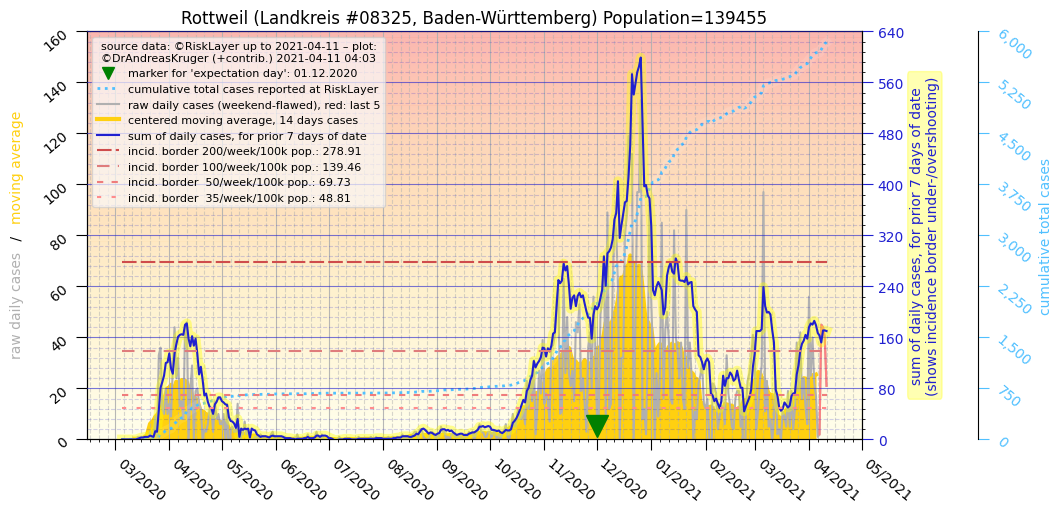 Rottweil (Landkreis #08325, Baden-Württemberg) Population=139455
source data: ©RiskLayer up to 2021-04-11 – plot:
©DrAndreasKruger (+contrib.) 2021-04-11 04:03
marker for 'expectation day': 01.12.2020
cumulative total cases reported at RiskLayer
raw daily cases (weekend-flawed), red: last 5
centered moving average, 14 days cases
sum of daily cases, for prior 7 days of date
incid. border 200/week/100k pop.: 278.91
incid. border 100/week/100k pop.: 139.46
incid. border  50/week/100k pop.: 69.73
incid. border  35/week/100k pop.: 48.81
raw daily cases  /  moving average
160
140
120
100
80
60
40
20
0
640
560
480
400
320
240
160
80
0
sum of daily cases, for prior 7 days of date
(shows incidence border under-/overshooting)
6,000
5,250
4,500
3,750
3,000
2,250
1,500
750
0
cumulative total cases
03/2020
04/2020
05/2020
06/2020
07/2020
08/2020
09/2020
10/2020
11/2020
12/2020
01/2021
02/2021
03/2021
04/2021
05/2021